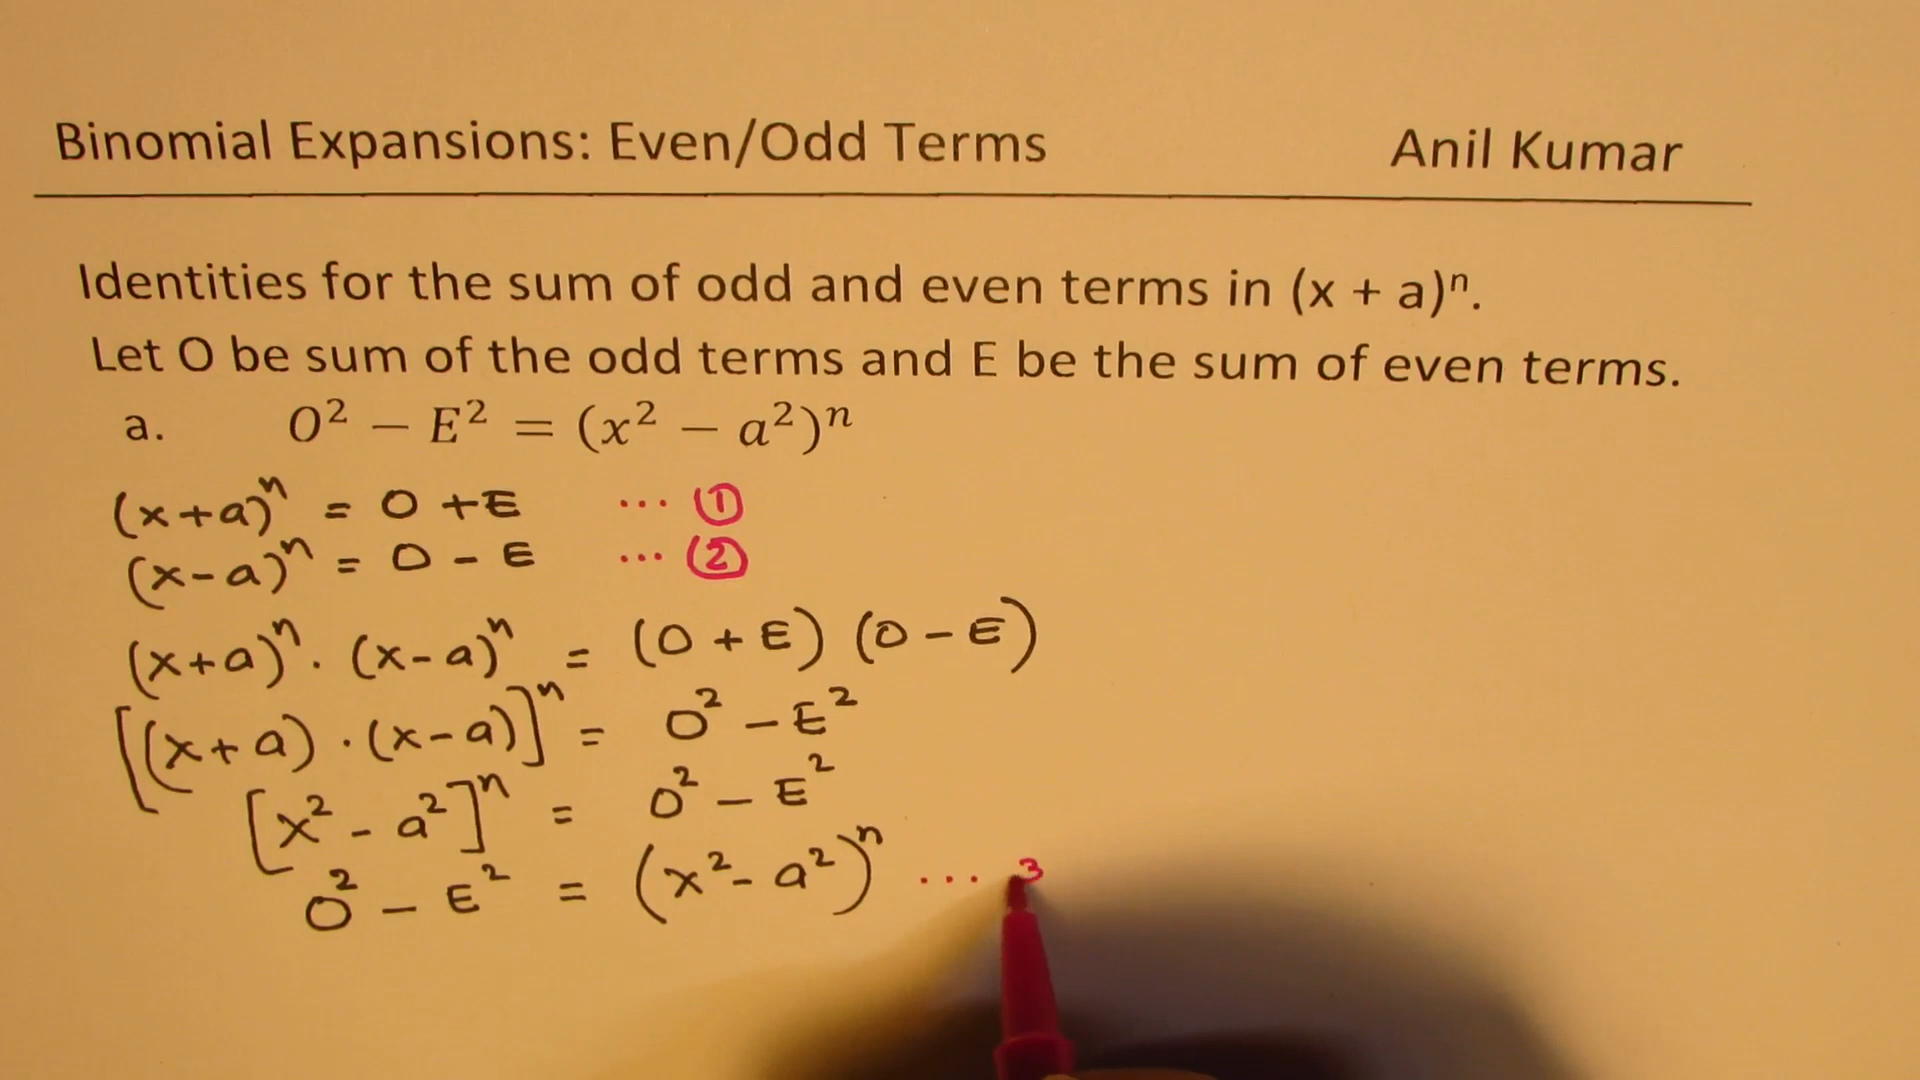 Binomial Expansions: Even/Odd Terms Anil Kumar
Identities for the sum of odd and even terms in (x + a)ⁿ.
Let O be sum of the odd terms and E be the sum of even terms.
a. O² − E² = (x² − a²)ⁿ
(x+a)ⁿ = O + E ... ①
(x-a)ⁿ = O - E ... ②
(x+a)ⁿ · (x-a)ⁿ = (O + E) (O - E)
[(x+a) · (x-a)]ⁿ = O² - E²
[x² - a²]ⁿ = O² - E²
O² - E² = (x² - a²)ⁿ ... 3